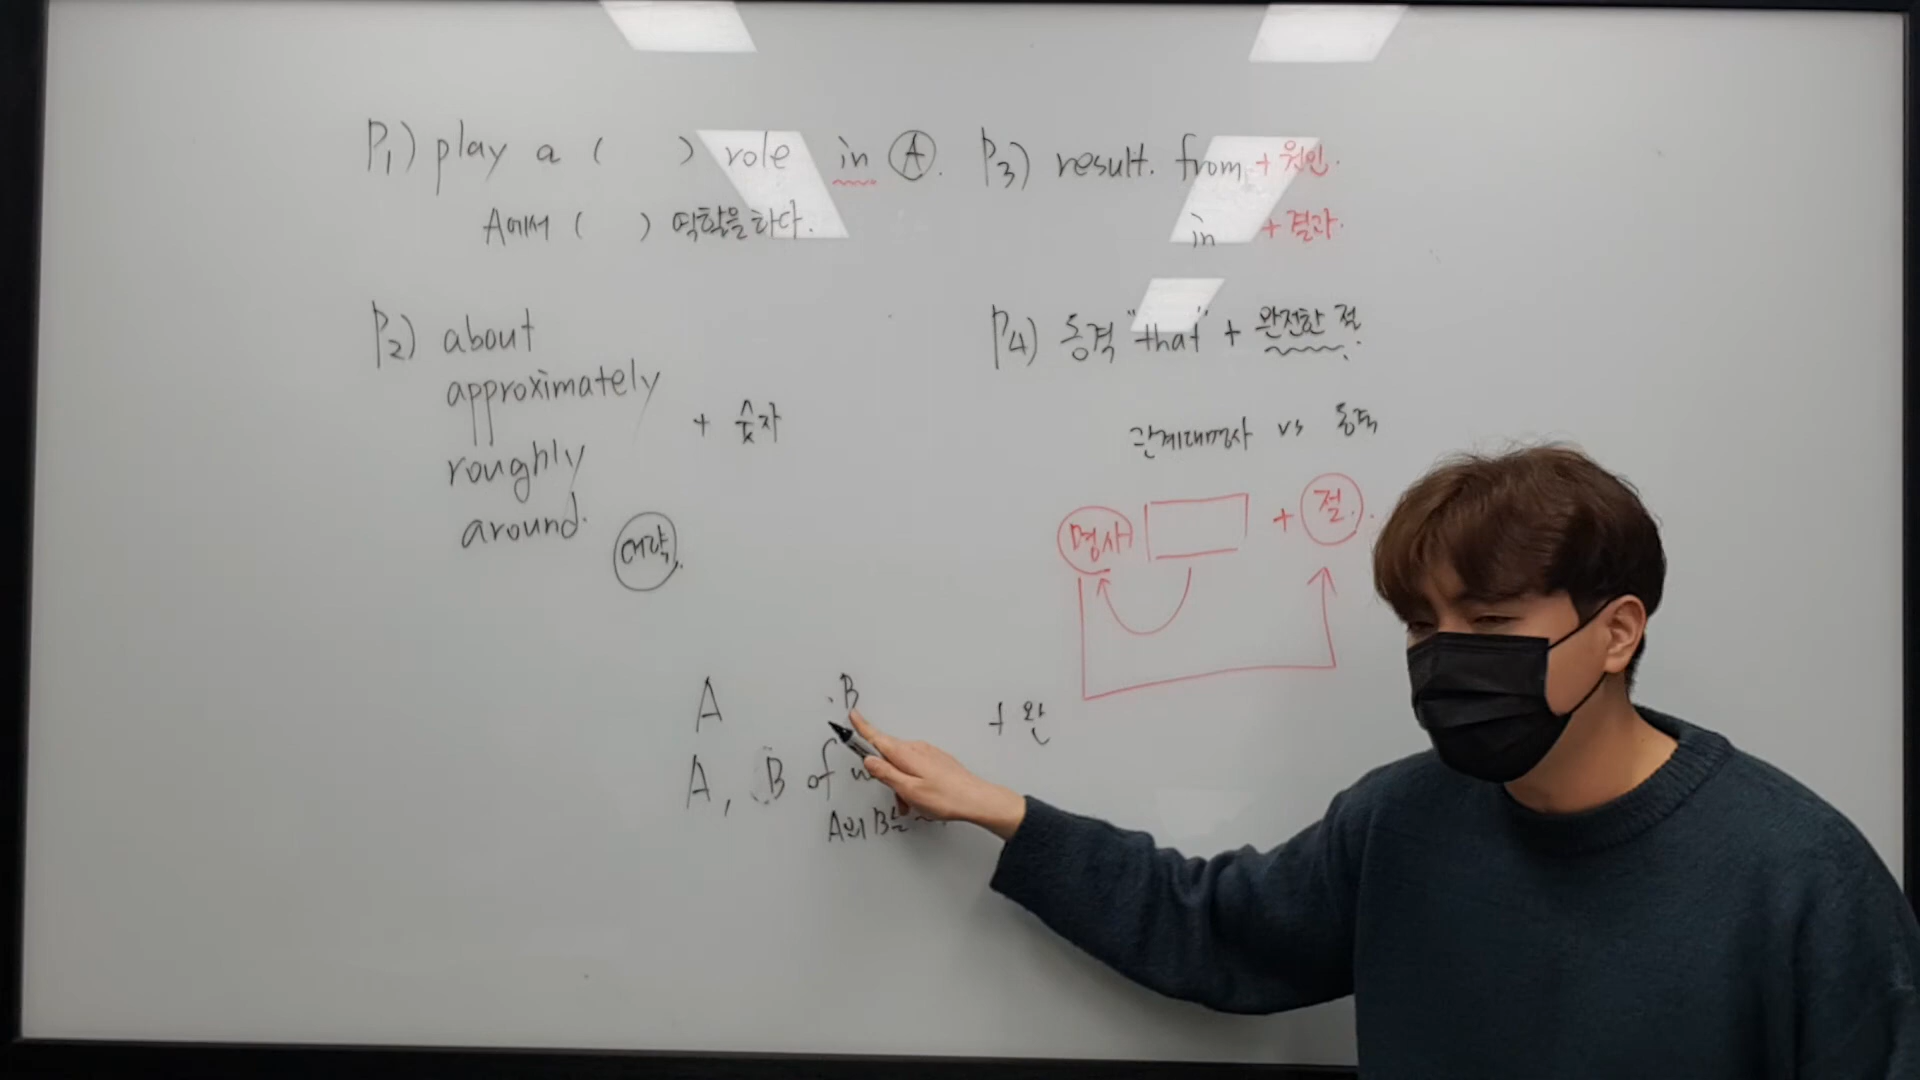 P1) play a (    ) role in A.
A에서 (    ) 역할을 하다.
P2) about
approximately
roughly
around.
+ 숫자
대략.
P3) result. from + 원인.
in + 결과.
P4) 동격 "that" + 완전한 절.
관계대명사 vs 동격
명사 + 절.
A B
+ 완
A, B of
A의 B는